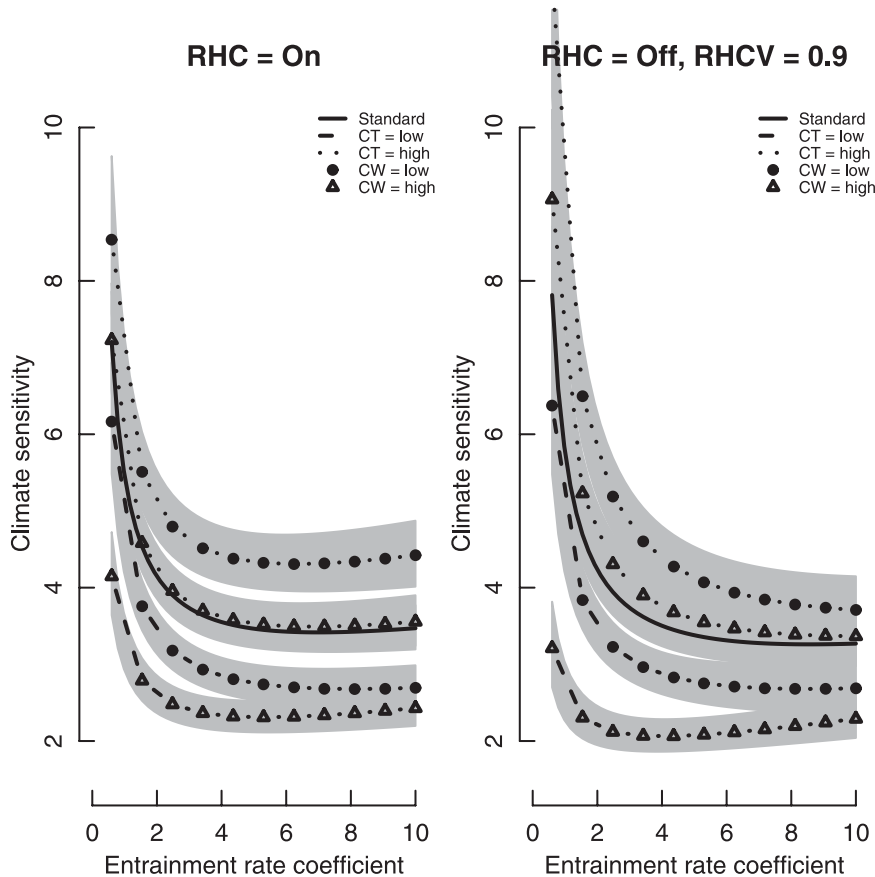 RHC = On
Standard
CT = low
CT = high
CW = low
CW = high
10
8
6
4
2
Climate sensitivity
0 2 4 6 8 10
Entrainment rate coefficient
RHC = Off, RHCV = 0.9
Standard
CT = low
CT = high
CW = low
CW = high
10
8
6
4
2
Climate sensitivity
0 2 4 6 8 10
Entrainment rate coefficient